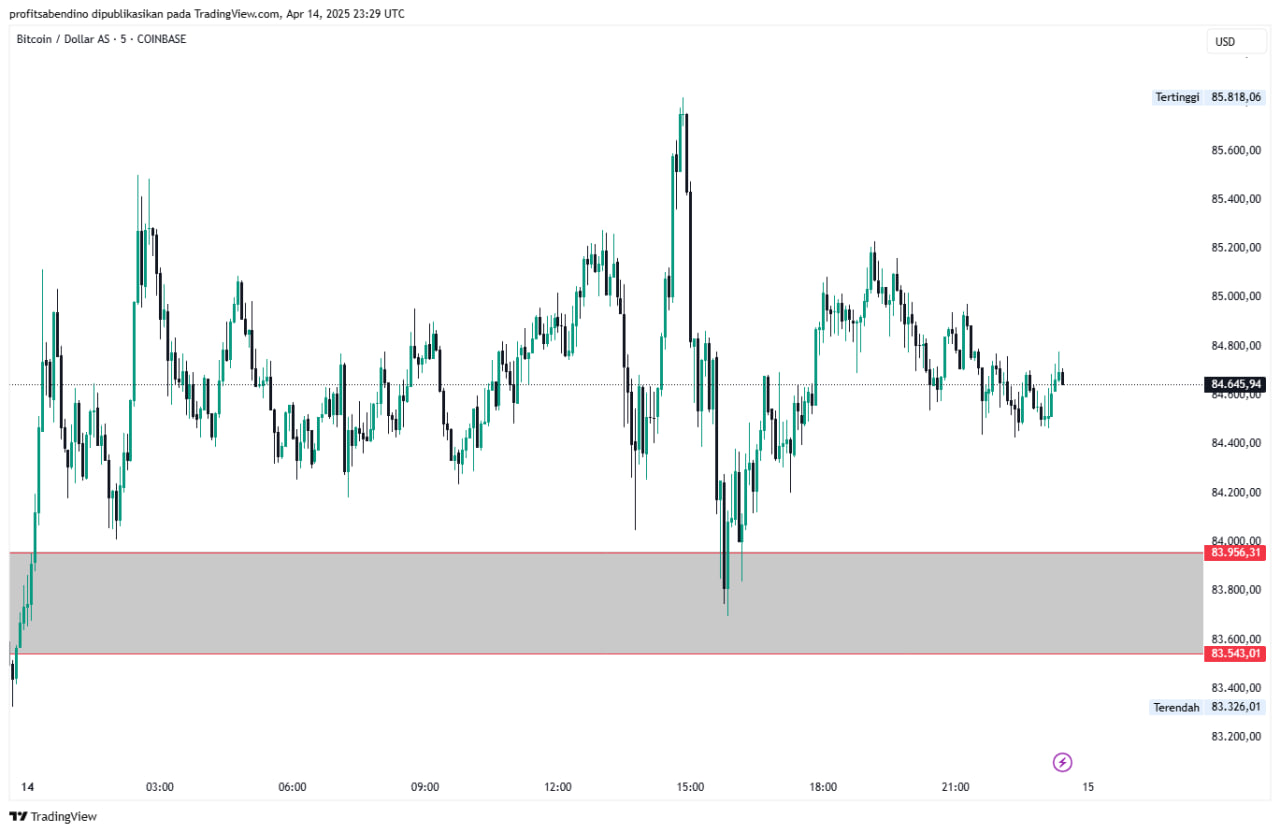 profitsabendino dipublikasikan pada TradingView.com, Apr 14, 2025 23:29 UTC
Bitcoin / Dollar AS · 5 · COINBASE
USD
Tertinggi 85.818,06
85.600,00
85.400,00
85.200,00
85.000,00
84.800,00
84.645,94
84.600,00
84.400,00
84.200,00
84.000,00
83.956,31
83.800,00
83.600,00
83.543,01
83.400,00
Terendah 83.326,01
83.200,00
14 03:00 06:00 09:00 12:00 15:00 18:00 21:00 15
TradingView